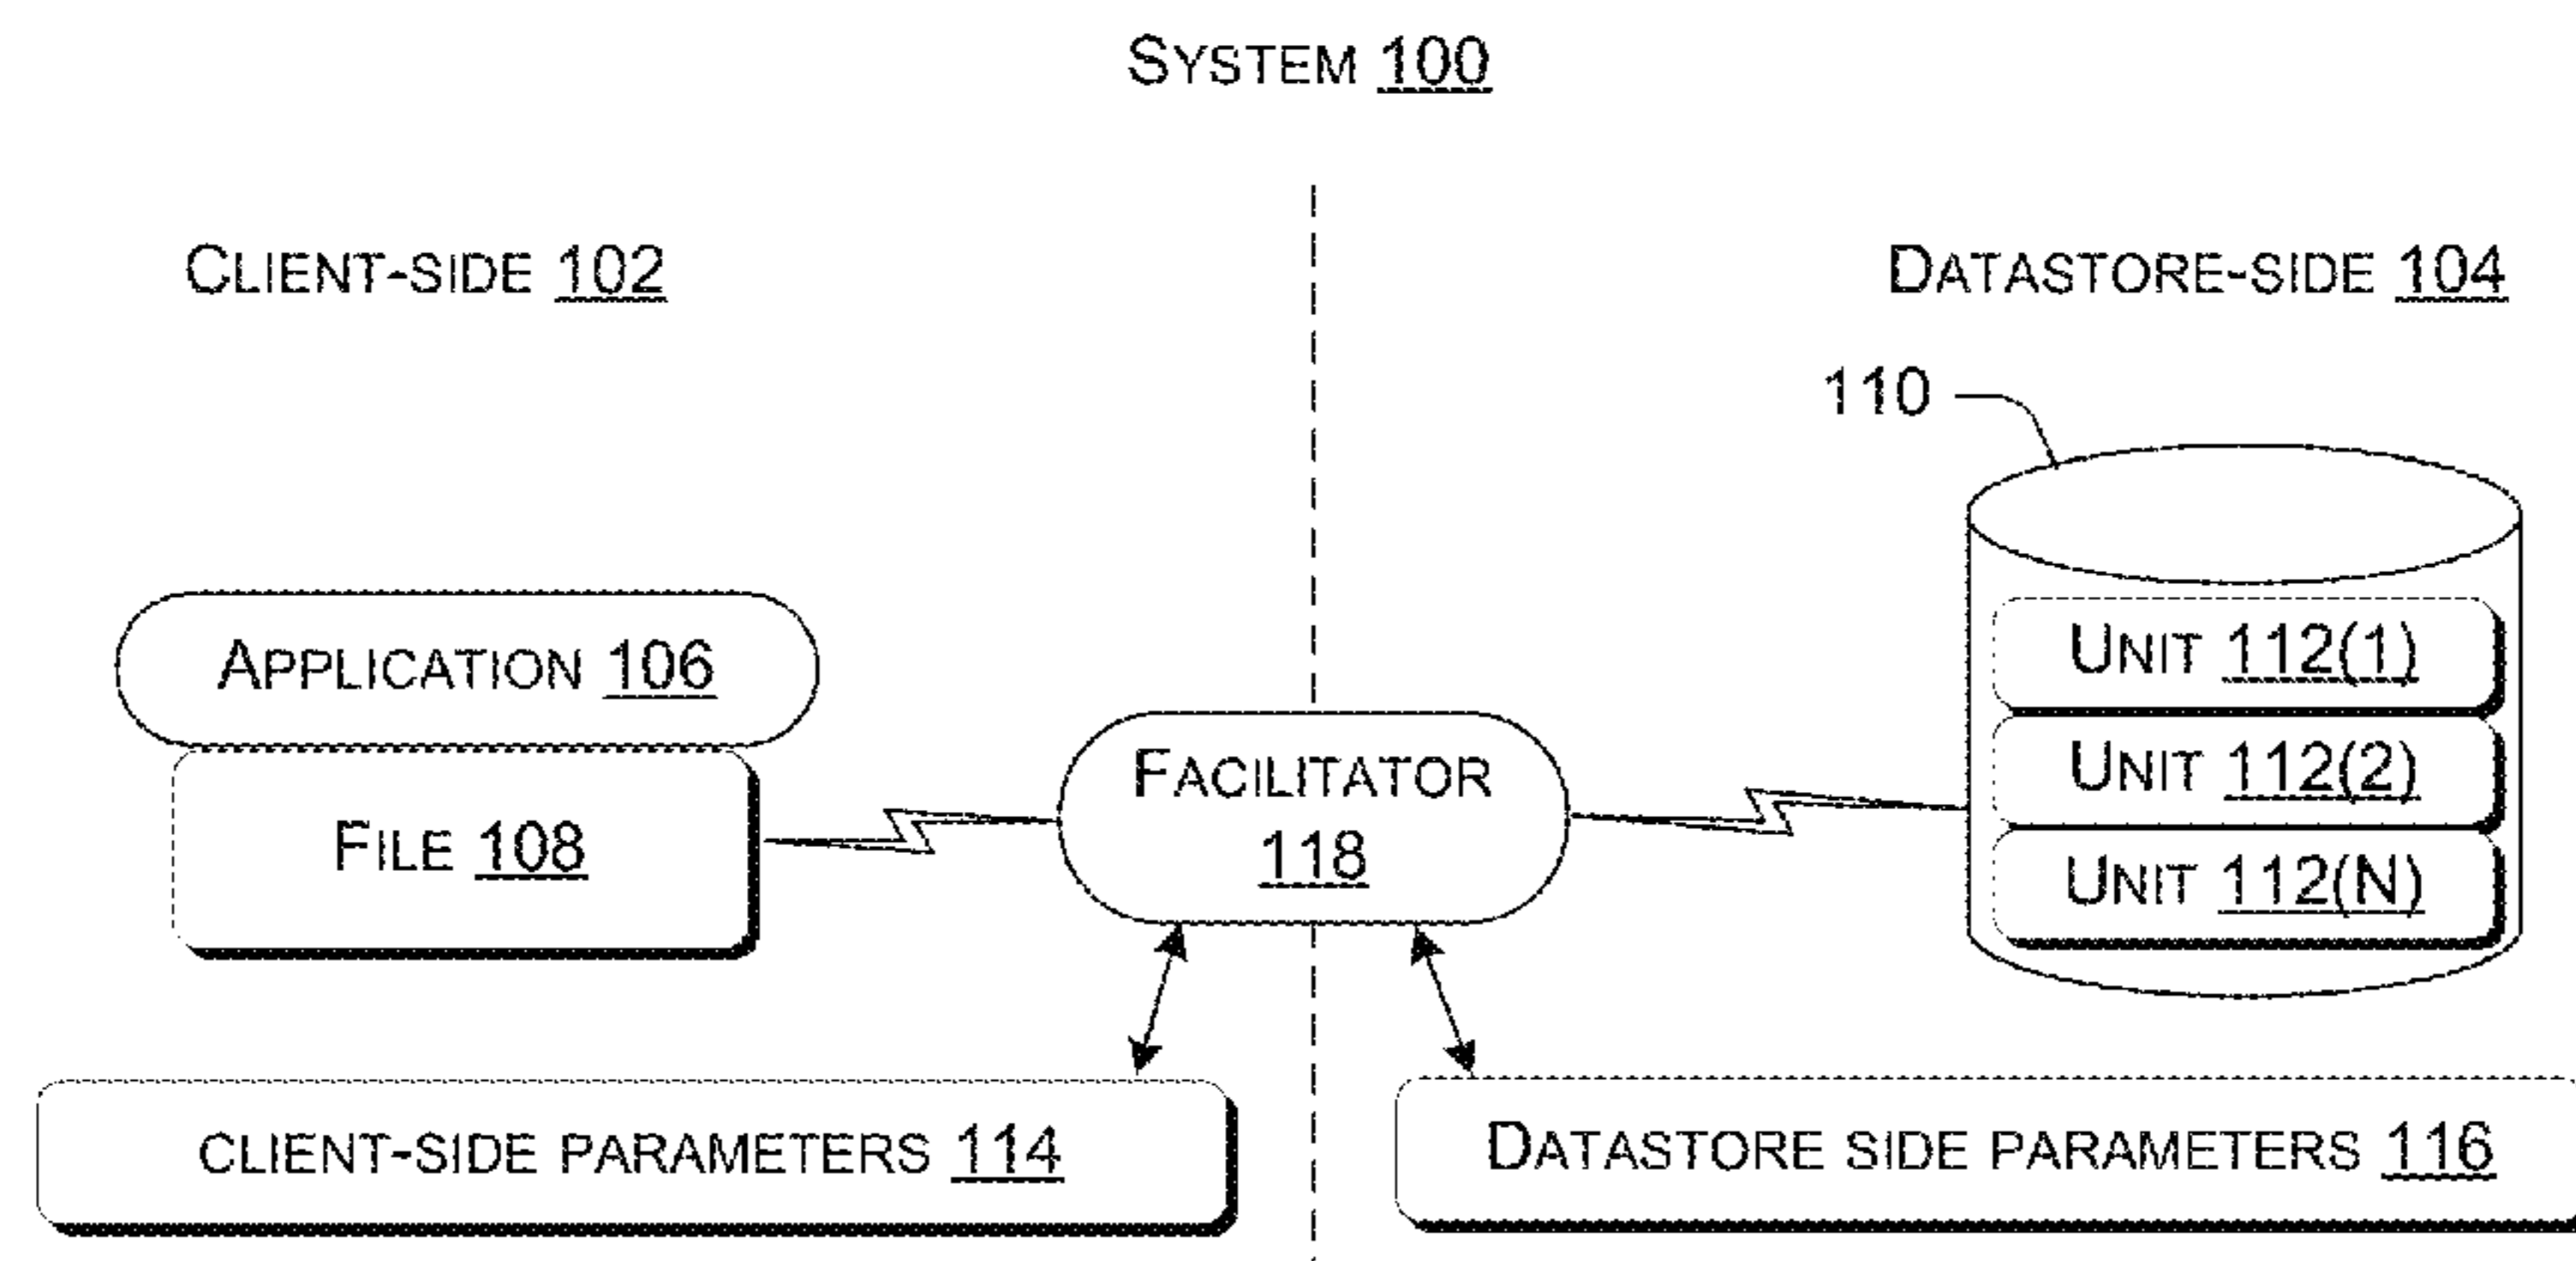 SYSTEM 100
CLIENT-SIDE 102
DATASTORE-SIDE 104
110
APPLICATION 106
FILE 108
FACILITATOR
118
UNIT 112(1)
UNIT 112(2)
UNIT 112(N)
CLIENT-SIDE PARAMETERS 114
DATASTORE SIDE PARAMETERS 116